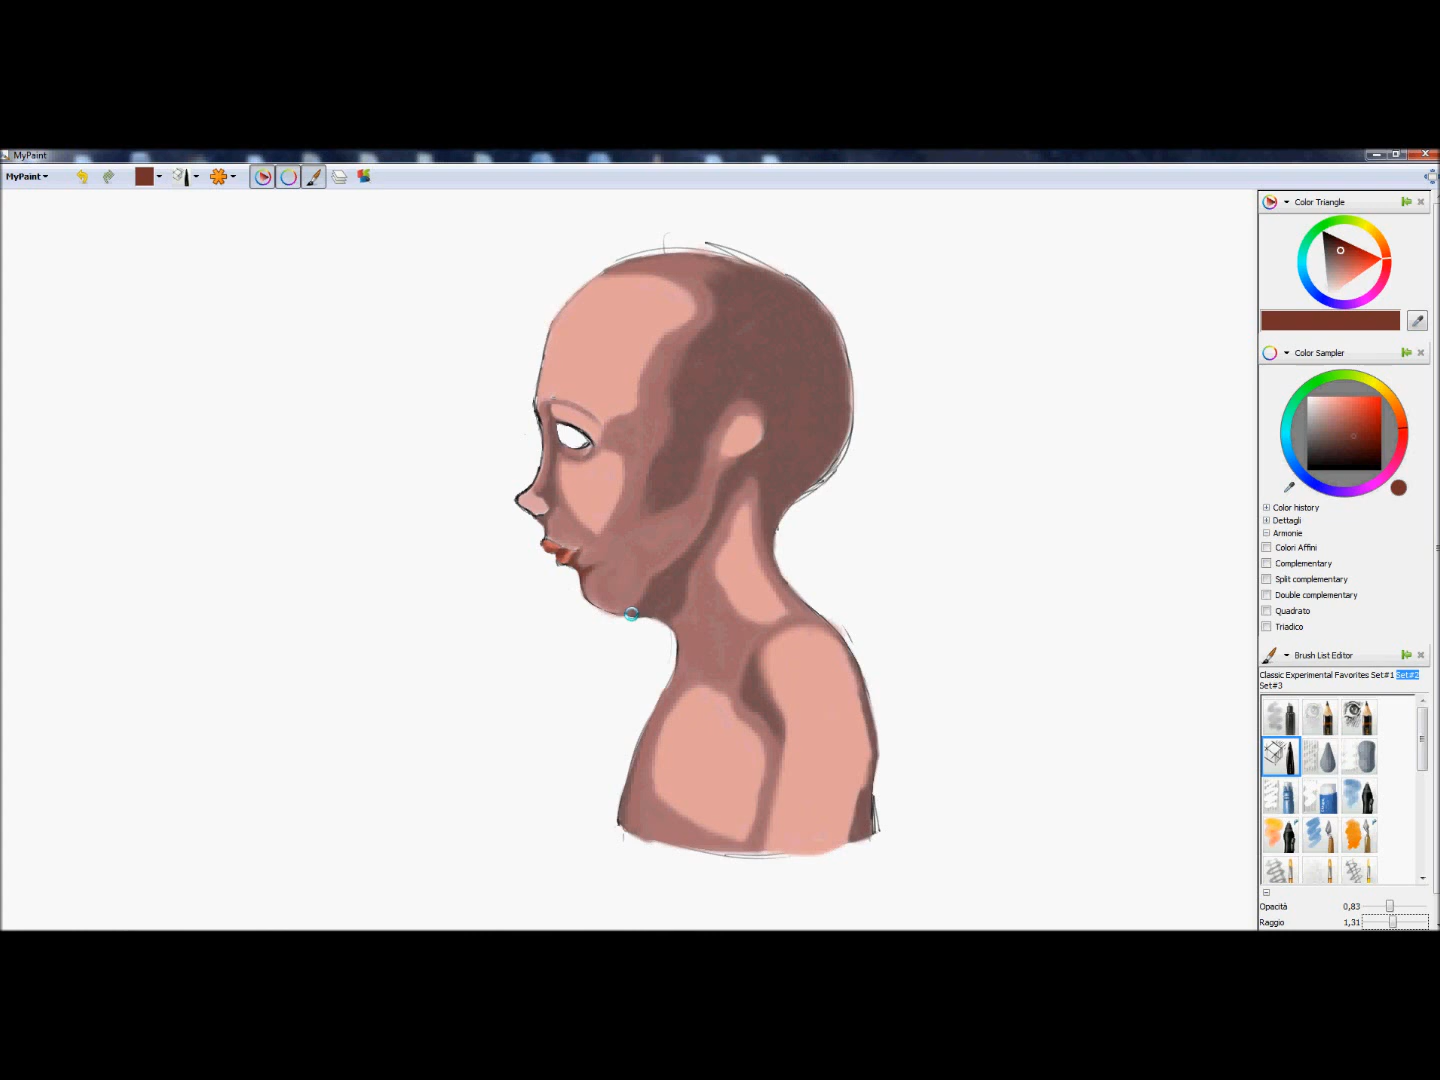 MyPaint
MyPaint
Color Triangle
Color Sampler
Color history
Dettagli
Armonie
Colori Affini
Complementary
Split complementary
Double complementary
Quadrato
Triadico
Brush List Editor
Classic Experimental Favorites Set#1 Set#2
Set#3
Opacità 0,83
Raggio 1,31